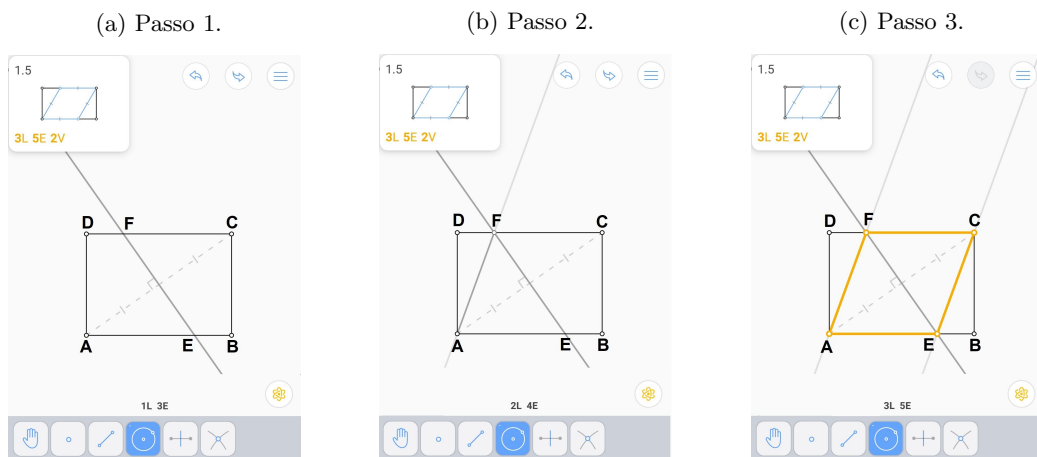 (a) Passo 1.
1.5
3L 5E 2V
D F C
A E B
1L 3E
(b) Passo 2.
1.5
3L 5E 2V
D F C
A E B
2L 4E
(c) Passo 3.
1.5
3L 5E 2V
D F C
A E B
3L 5E